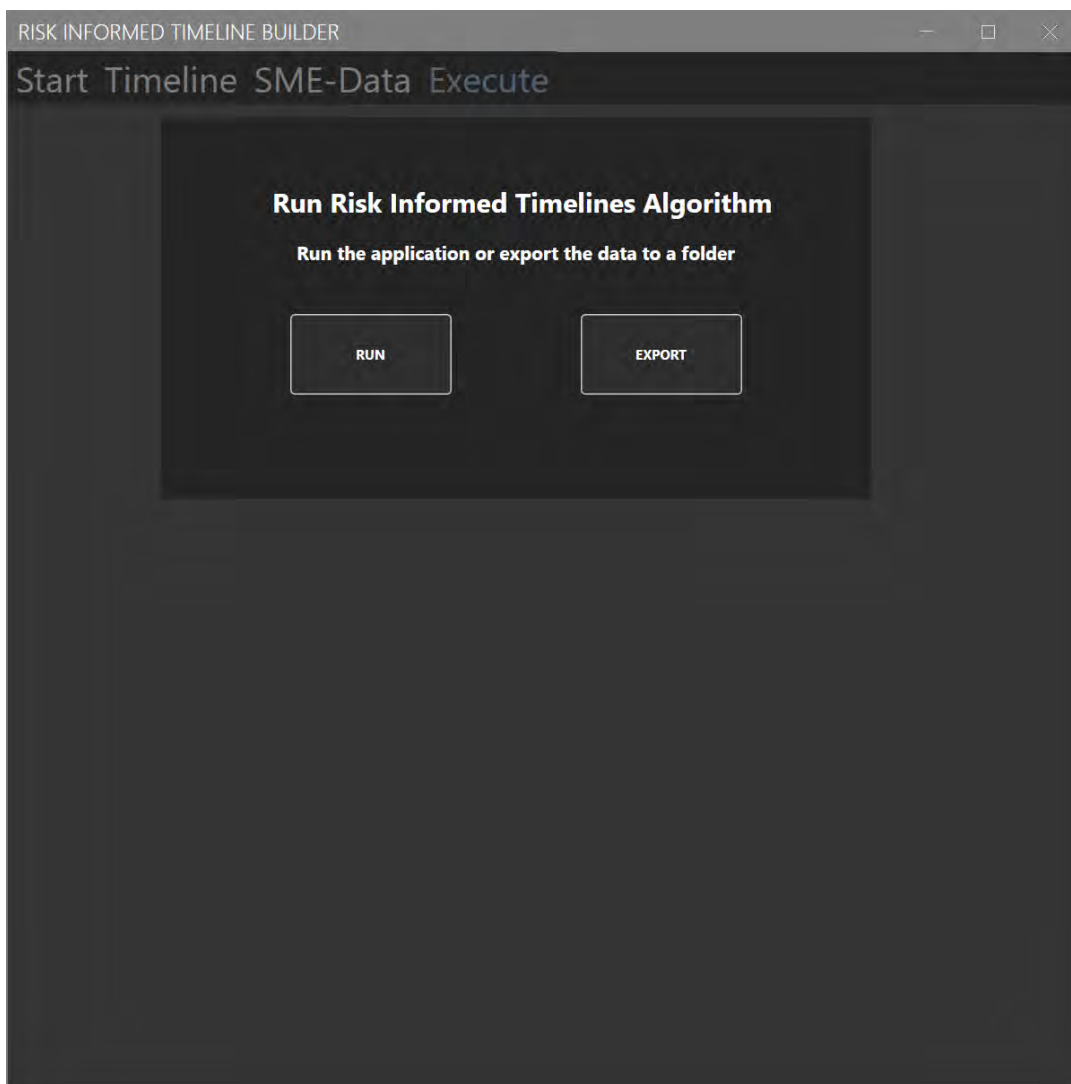 RISK INFORMED TIMELINE BUILDER
Start Timeline SME-Data Execute
Run Risk Informed Timelines Algorithm
Run the application or export the data to a folder
RUN EXPORT